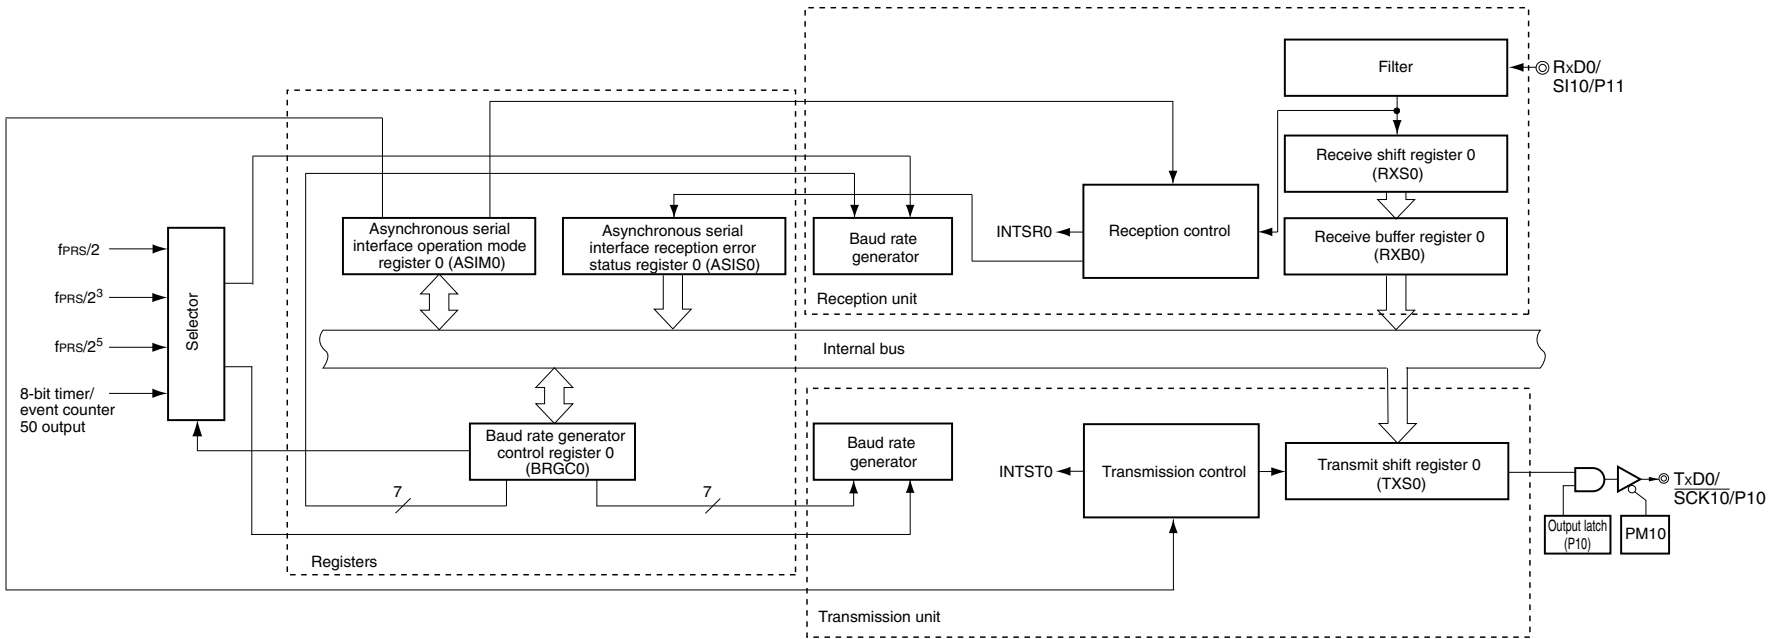 Filter
RxD0/
SI10/P11
Receive shift register 0
(RXS0)
Asynchronous serial
interface operation mode
register 0 (ASIM0)
Asynchronous serial
interface reception error
status register 0 (ASIS0)
Baud rate
generator
INTSR0
Reception control
Receive buffer register 0
(RXB0)
Reception unit
fPRS/2
fPRS/2³
fPRS/2⁵
8-bit timer/
event counter
50 output
Selector
Internal bus
Baud rate generator
control register 0
(BRGC0)
7
7
Baud rate
generator
INTST0
Transmission control
Transmit shift register 0
(TXS0)
TxD0/
SCK10/P10
Output latch
(P10)
PM10
Registers
Transmission unit